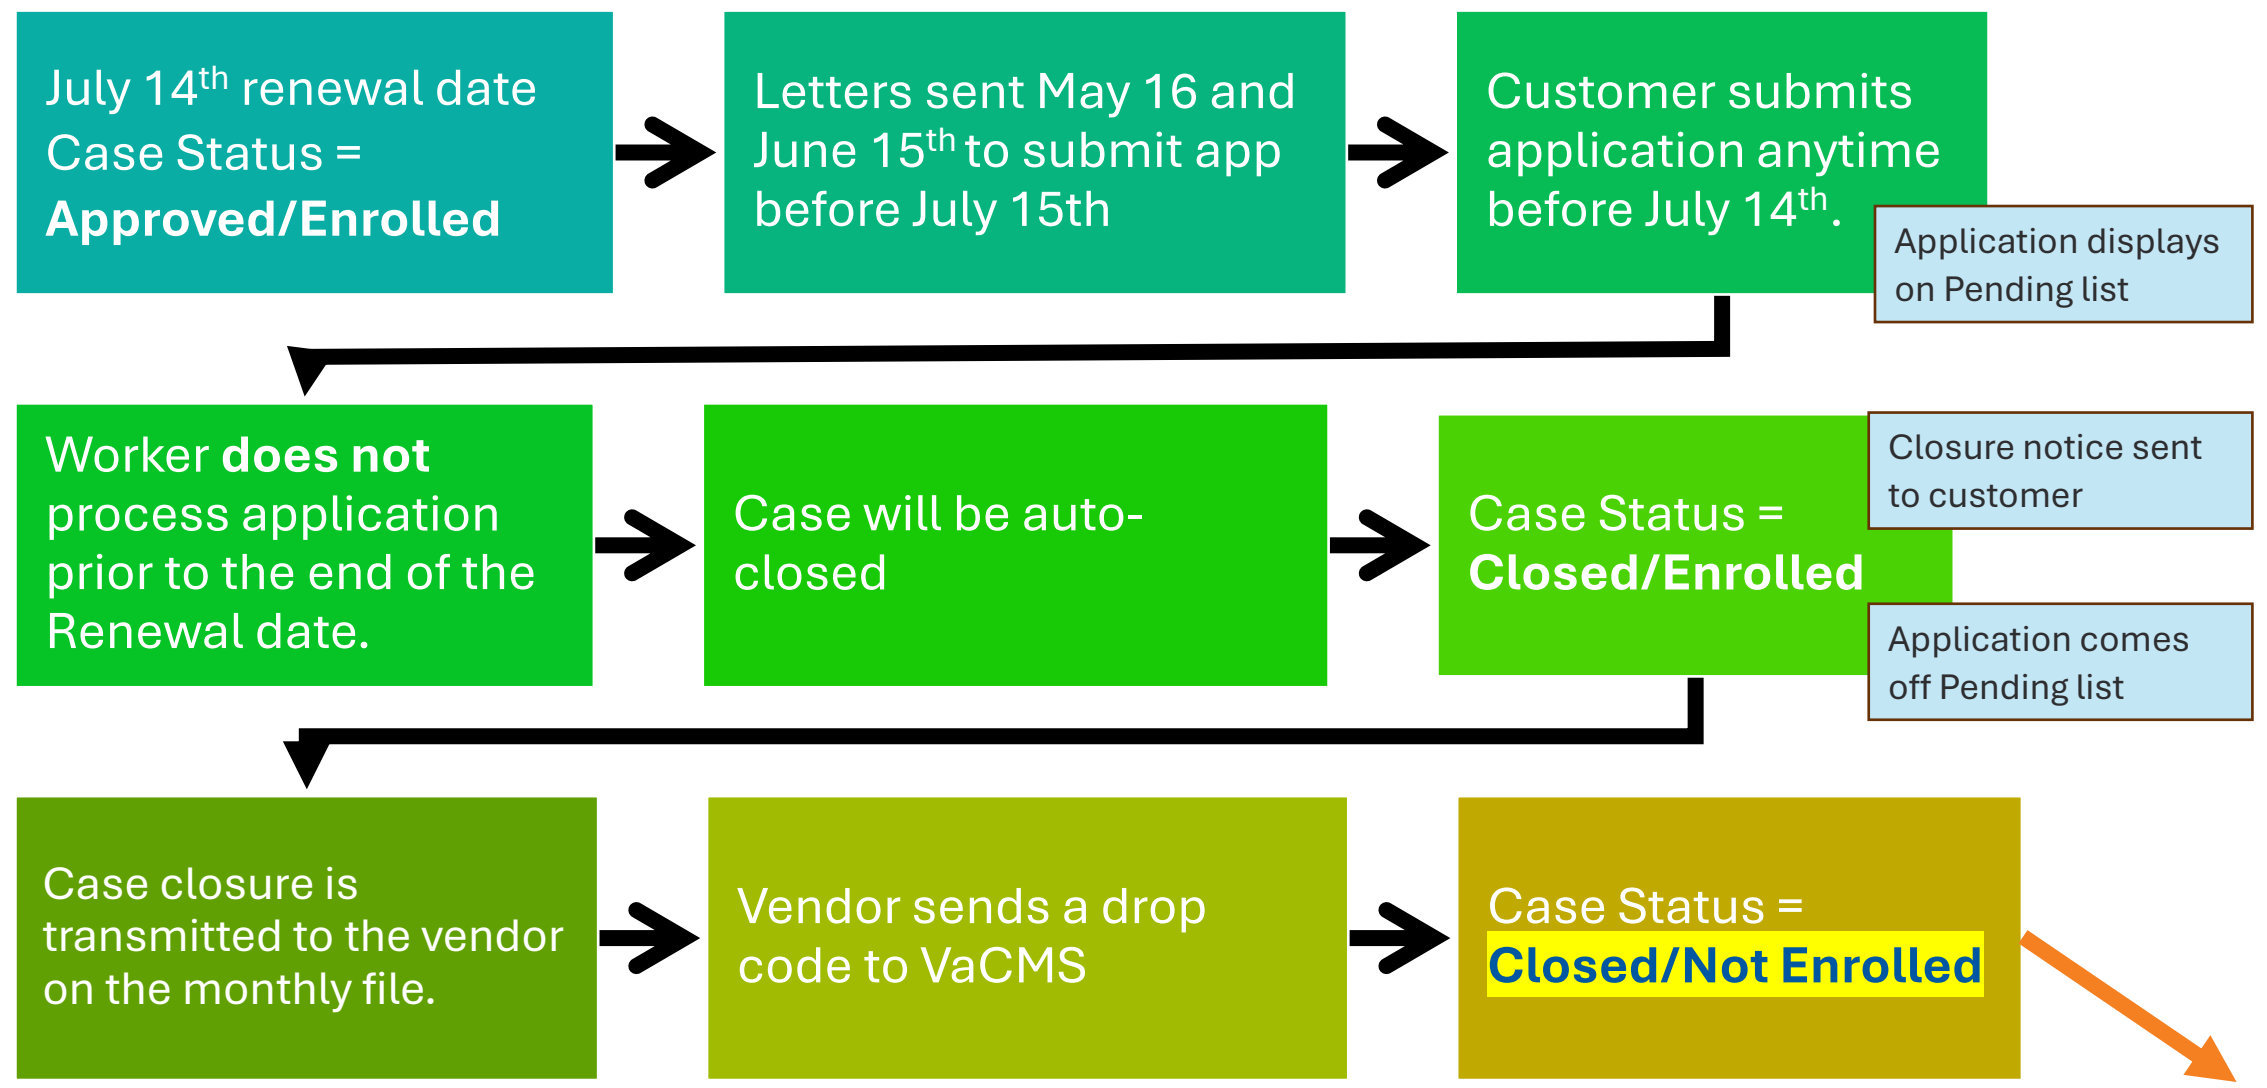 July 14th renewal date
Case Status =
Approved/Enrolled
Letters sent May 16 and
June 15th to submit app
before July 15th
Customer submits
application anytime
before July 14th.
Application displays
on Pending list
Worker does not
process application
prior to the end of the
Renewal date.
Case will be auto-
closed
Case Status =
Closed/Enrolled
Closure notice sent
to customer
Application comes
off Pending list
Case closure is
transmitted to the vendor
on the monthly file.
Vendor sends a drop
code to VaCMS
Case Status =
Closed/Not Enrolled